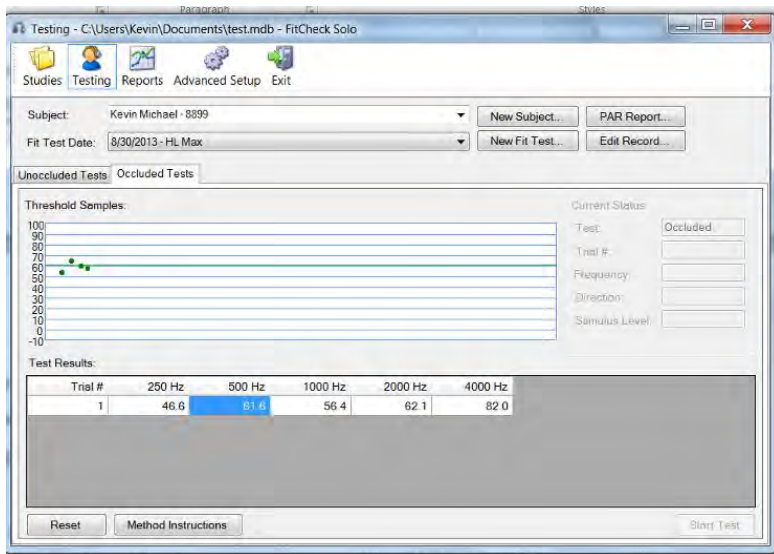 Paragraph Styles
Testing - C:\Users\Kevin\Documents\test.mdb - FitCheck Solo
Studies Testing Reports Advanced Setup Exit
Subject: Kevin Michael - 8899 New Subject... PAR Report...
Fit Test Date: 8/30/2013 - HL Max New Fit Test... Edit Record...
Unoccluded Tests Occluded Tests
Threshold Samples: Current Status
100
90
80
70
60
50
40
30
20
10
0
-10
Test: Occluded
Trial #:
Frequency:
Direction:
Stimulus Level:
Test Results:
Trial # 250 Hz 500 Hz 1000 Hz 2000 Hz 4000 Hz
1 46.6 61.6 56.4 62.1 82.0
Reset Method Instructions Start Test